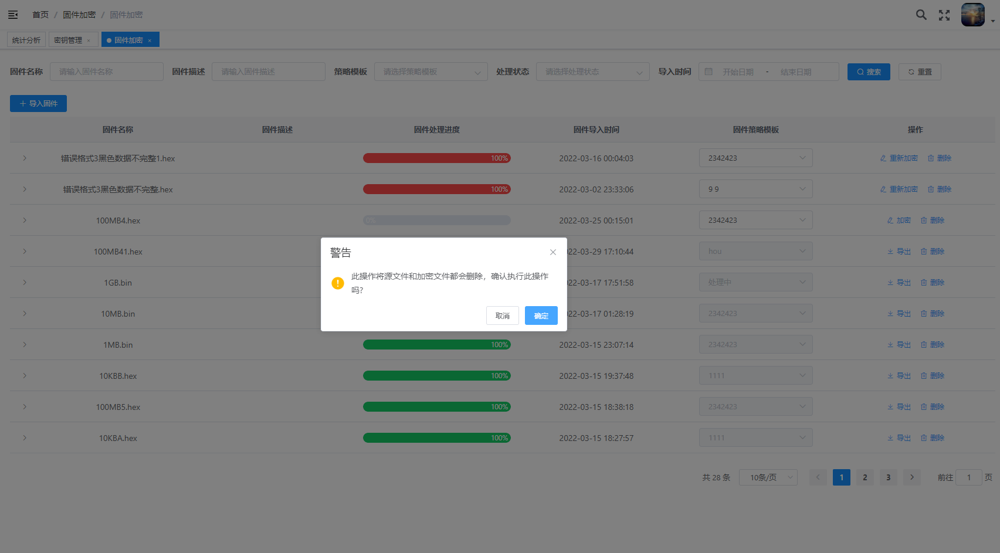 首页 / 固件加密 / 固件加密
统计分析 密钥管理 × 固件加密 ×
固件名称 请输入固件名称 固件描述 请输入固件描述 策略模板 请选择策略模板 处理状态 请选择处理状态 导入时间 开始日期 - 结束日期 搜索 重置
导入固件
固件名称 固件描述 固件处理进度 固件导入时间 固件策略模板 操作
错误格式3黑色数据不完整1.hex 100% 2022-03-16 00:04:03 2342423 重新加密 删除
错误格式3黑色数据不完整.hex 100% 2022-03-02 23:33:06 9 9 重新加密 删除
100MB4.hex 0% 2022-03-25 00:15:01 2342423 加密 删除
100MB41.hex 22-03-29 17:10:44 hou 导出 删除
1GB.bin 22-03-17 17:51:58 处理中 导出 删除
10MB.bin 22-03-17 01:28:19 2342423 导出 删除
1MB.bin 100% 2022-03-15 23:07:14 2342423 导出 删除
10KBB.hex 100% 2022-03-15 19:37:48 1111 导出 删除
100MB5.hex 100% 2022-03-15 18:38:18 2342423 导出 删除
10KBA.hex 100% 2022-03-15 18:27:57 1111 导出 删除
警告
此操作将源文件和加密文件都会删除，确认执行此操作
吗?
取消 确定
共 28 条 10条/页 1 2 3 前往 1 页